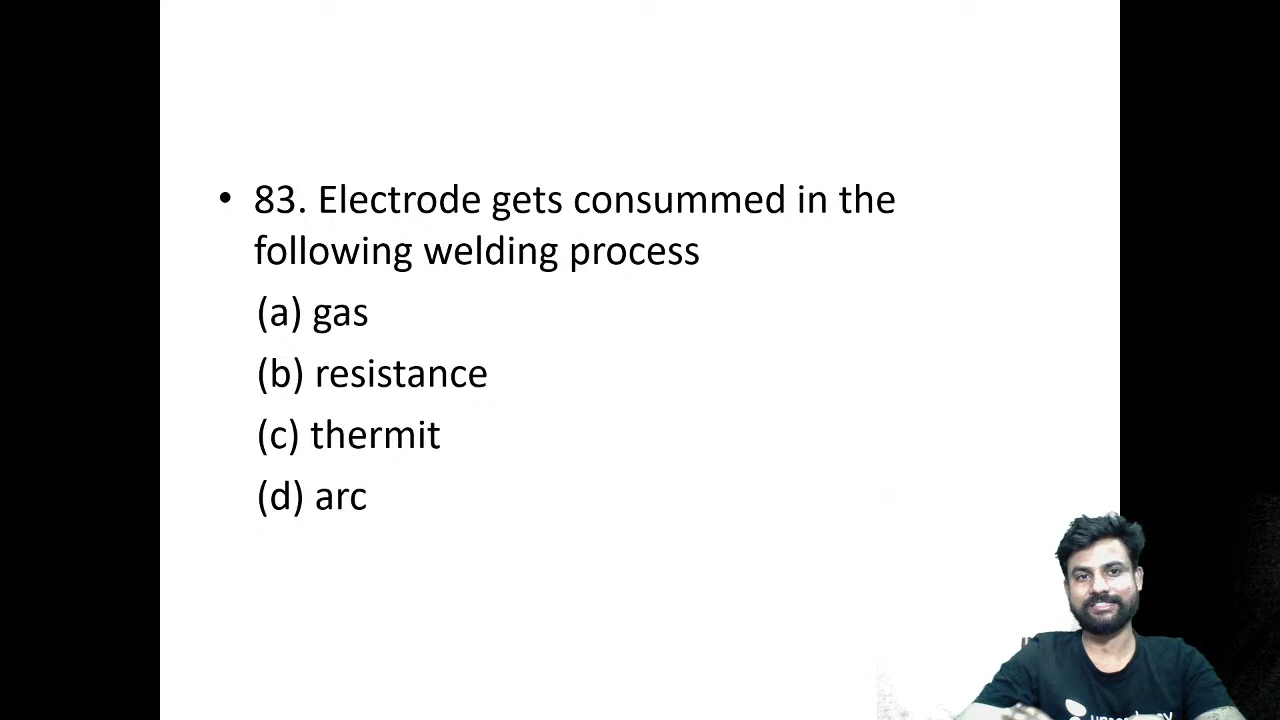 • 83. Electrode gets consummed in the
following welding process
(a) gas
(b) resistance
(c) thermit
(d) arc